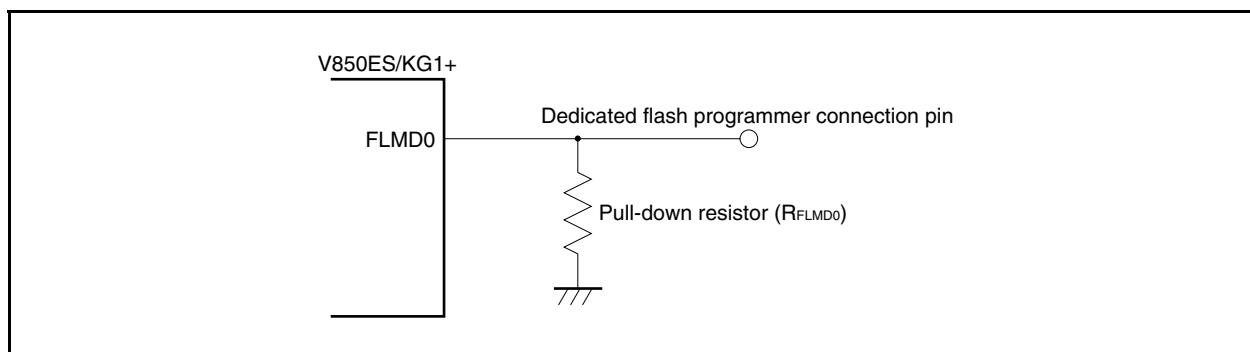 V850ES/KG1+
Dedicated flash programmer connection pin
FLMD0
Pull-down resistor (RFLMD0)